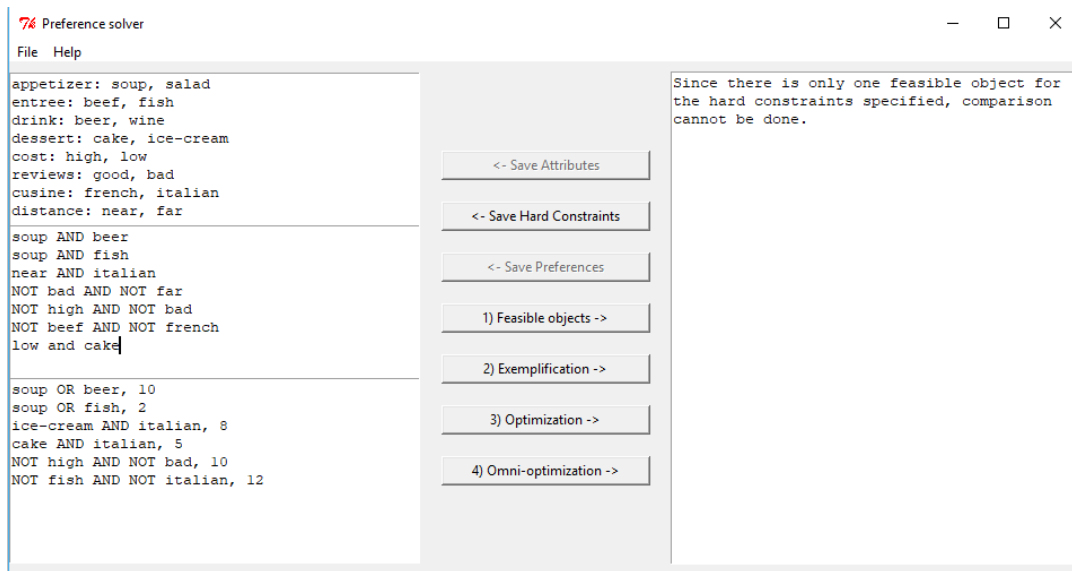 Preference solver
File Help
appetizer: soup, salad
entree: beef, fish
drink: beer, wine
dessert: cake, ice-cream
cost: high, low
reviews: good, bad
cusine: french, italian
distance: near, far
soup AND beer
soup AND fish
near AND italian
NOT bad AND NOT far
NOT high AND NOT bad
NOT beef AND NOT french
low and cake
soup OR beer, 10
soup OR fish, 2
ice-cream AND italian, 8
cake AND italian, 5
NOT high AND NOT bad, 10
NOT fish AND NOT italian, 12
<- Save Attributes
<- Save Hard Constraints
<- Save Preferences
1) Feasible objects ->
2) Exemplification ->
3) Optimization ->
4) Omni-optimization ->
Since there is only one feasible object for
the hard constraints specified, comparison
cannot be done.